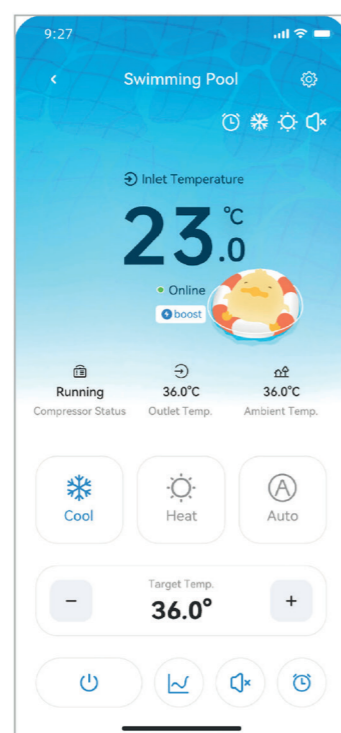 9:27
Swimming Pool
Inlet Temperature
23.0 °C
Online
boost
Running 36.0°C 36.0°C
Compressor Status Outlet Temp. Ambient Temp.
Cool Heat Auto
Target Temp.
− 36.0° +